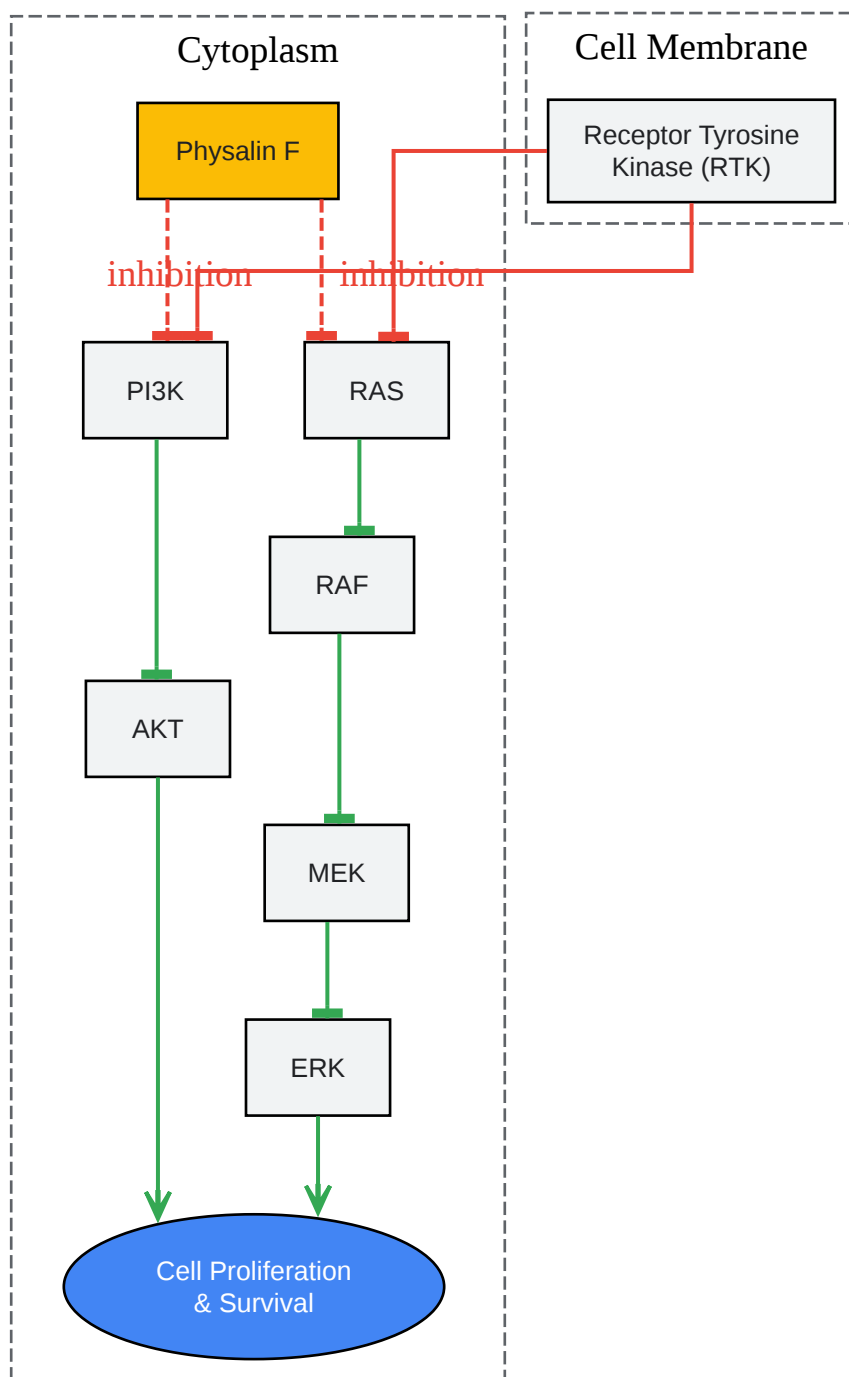 Cytoplasm
Cell Membrane
Physalin F
Receptor Tyrosine
Kinase (RTK)
inhibition
inhibition
PI3K
RAS
RAF
AKT
MEK
ERK
Cell Proliferation
& Survival